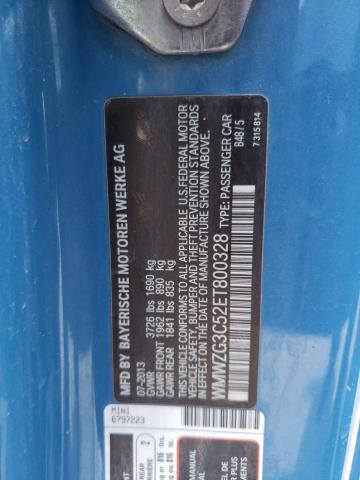 MFD BY BAYERISCHE MOTOREN WERKE AG
07-2013
GVWR 3726 lbs 1690 kg
GAWR FRONT 1962 lbs 890 kg
GAWR REAR 1841 lbs 835 kg
THIS VEHICLE CONFORMS TO ALL APPLICABLE U.S.FEDERAL MOTOR
VEHICLE SAFETY, BUMPER, AND THEFT PREVENTION STANDARDS
IN EFFECT ON THE DATE OF MANUFACTURE SHOWN ABOVE.
WMWZG3C52ET800328 TYPE: PASSENGER CAR
B48/5
7315814
MINI
6797223
2